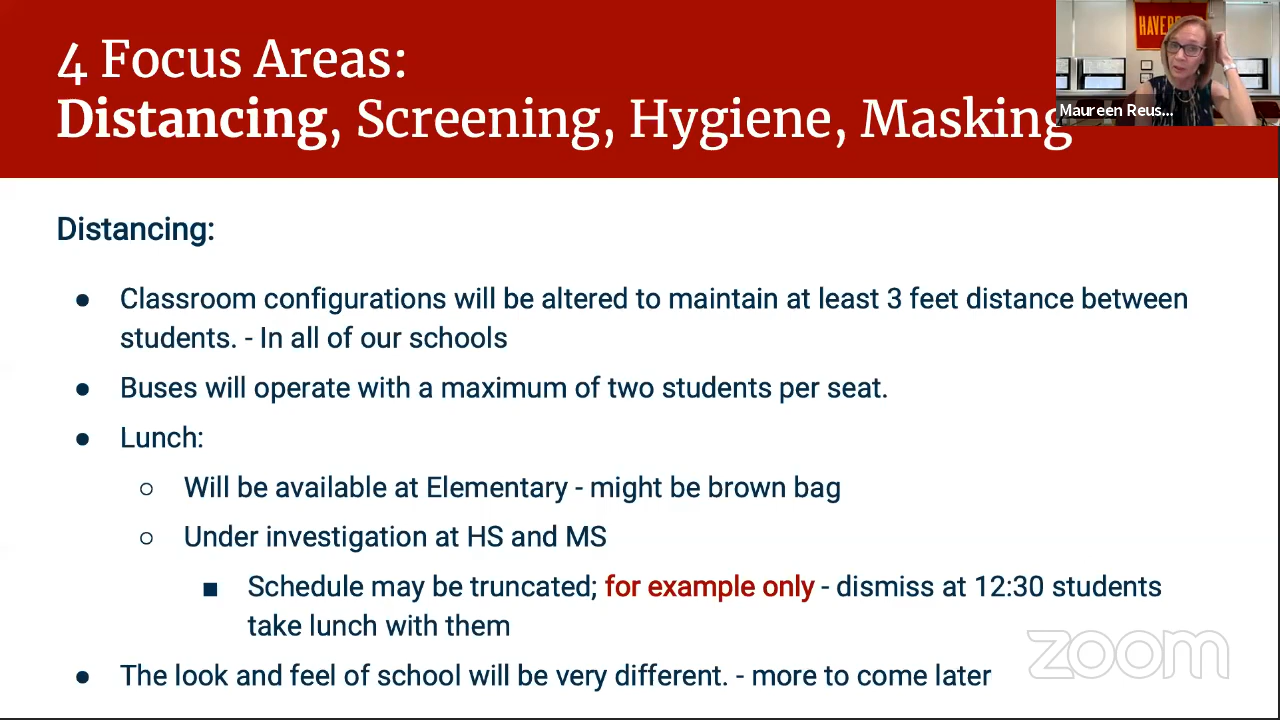 4 Focus Areas:
Distancing, Screening, Hygiene, Masking
Maureen Reus...
Distancing:
● Classroom configurations will be altered to maintain at least 3 feet distance between
students. - In all of our schools
● Buses will operate with a maximum of two students per seat.
● Lunch:
○ Will be available at Elementary - might be brown bag
○ Under investigation at HS and MS
■ Schedule may be truncated; for example only - dismiss at 12:30 students
take lunch with them
● The look and feel of school will be very different. - more to come later
zoom